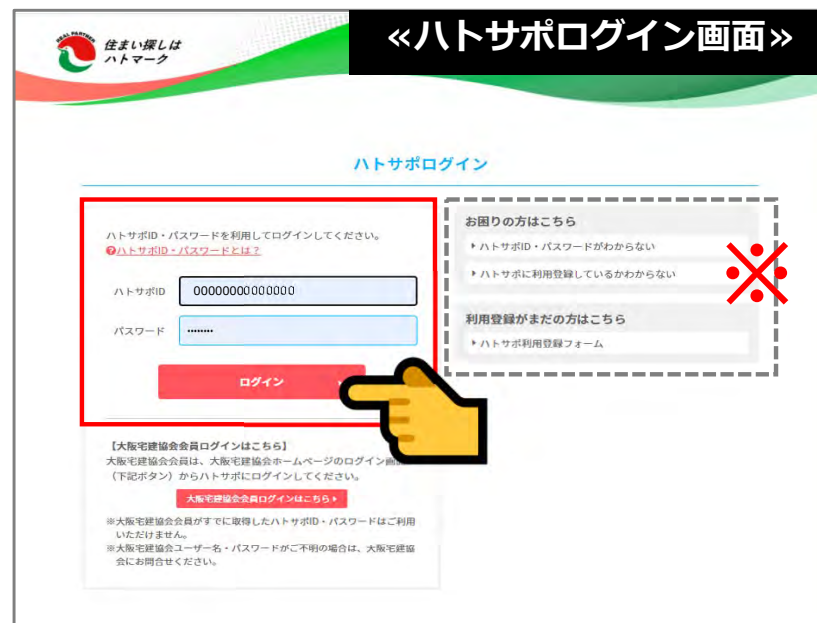 REAL PARTNER
住まい探しは
ハトマーク
≪ハトサポログイン画面≫
ハトサポログイン
ハトサポID・パスワードを利用してログインしてください。
?ハトサポID・パスワードとは？
ハトサポID
00000000000000
パスワード
••••••••
ログイン
【大阪宅建協会会員ログインはこちら】
大阪宅建協会会員は、大阪宅建協会ホームページのログイン画
（下記ボタン）からハトサポにログインしてください。
大阪宅建協会会員ログインはこちら
※大阪宅建協会会員がすでに取得したハトサポID・パスワードはご利用
いただけません。
※大阪宅建協会ユーザー名・パスワードがご不明の場合は、大阪宅建協
会にお問合せください。
お困りの方はこちら
ハトサポID・パスワードがわからない
ハトサポに利用登録しているかわからない
※
利用登録がまだの方はこちら
ハトサポ利用登録フォーム